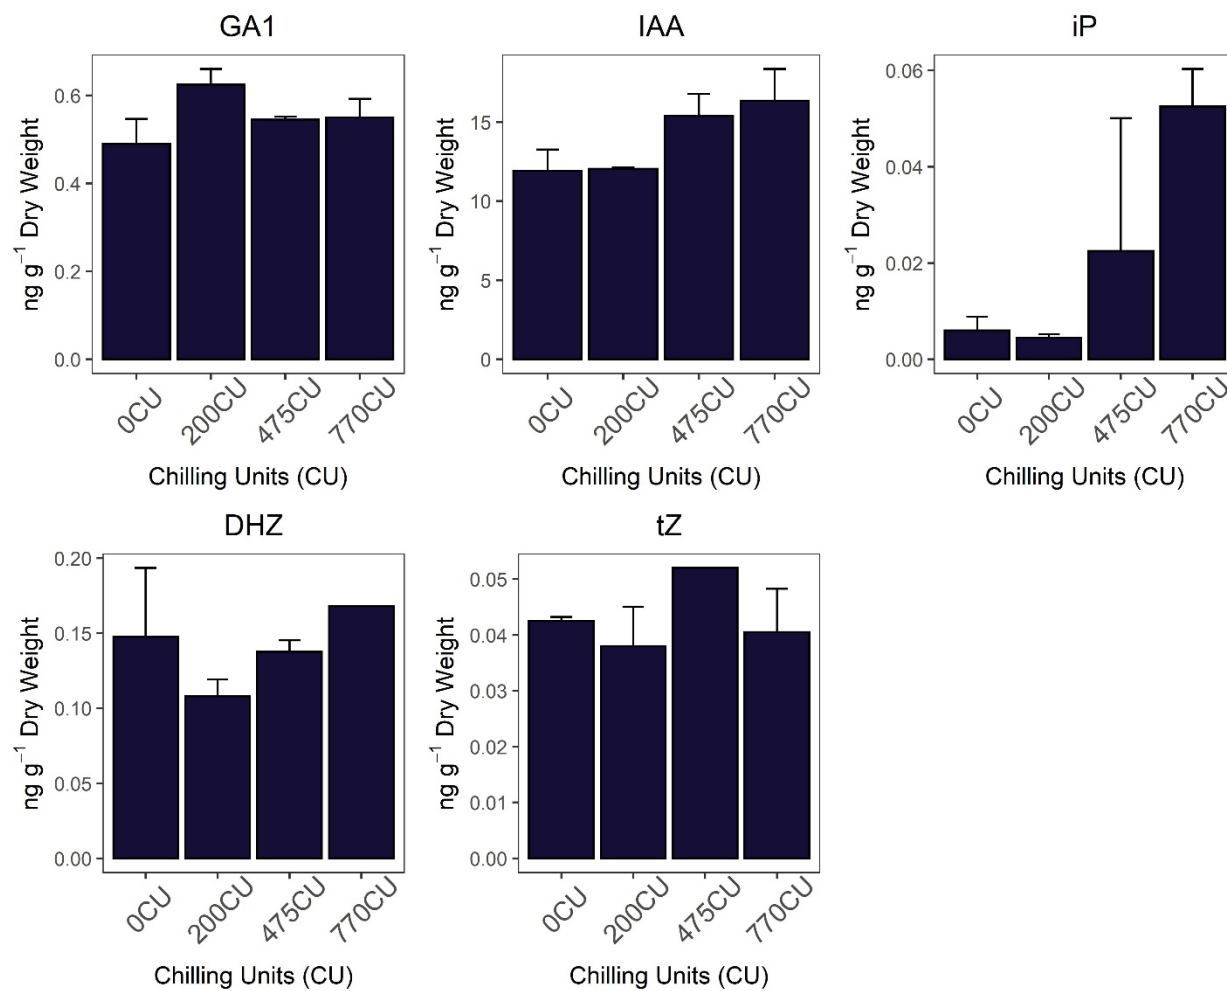 GA1
IAA
iP
ng g⁻¹ Dry Weight
0.6
0.4
0.2
0.0
0CU
200CU
475CU
770CU
Chilling Units (CU)
ng g⁻¹ Dry Weight
15
10
5
0
0CU
200CU
475CU
770CU
Chilling Units (CU)
ng g⁻¹ Dry Weight
0.06
0.04
0.02
0.00
0CU
200CU
475CU
770CU
Chilling Units (CU)
DHZ
tZ
ng g⁻¹ Dry Weight
0.20
0.15
0.10
0.05
0.00
0CU
200CU
475CU
770CU
Chilling Units (CU)
ng g⁻¹ Dry Weight
0.05
0.04
0.03
0.02
0.01
0.00
0CU
200CU
475CU
770CU
Chilling Units (CU)